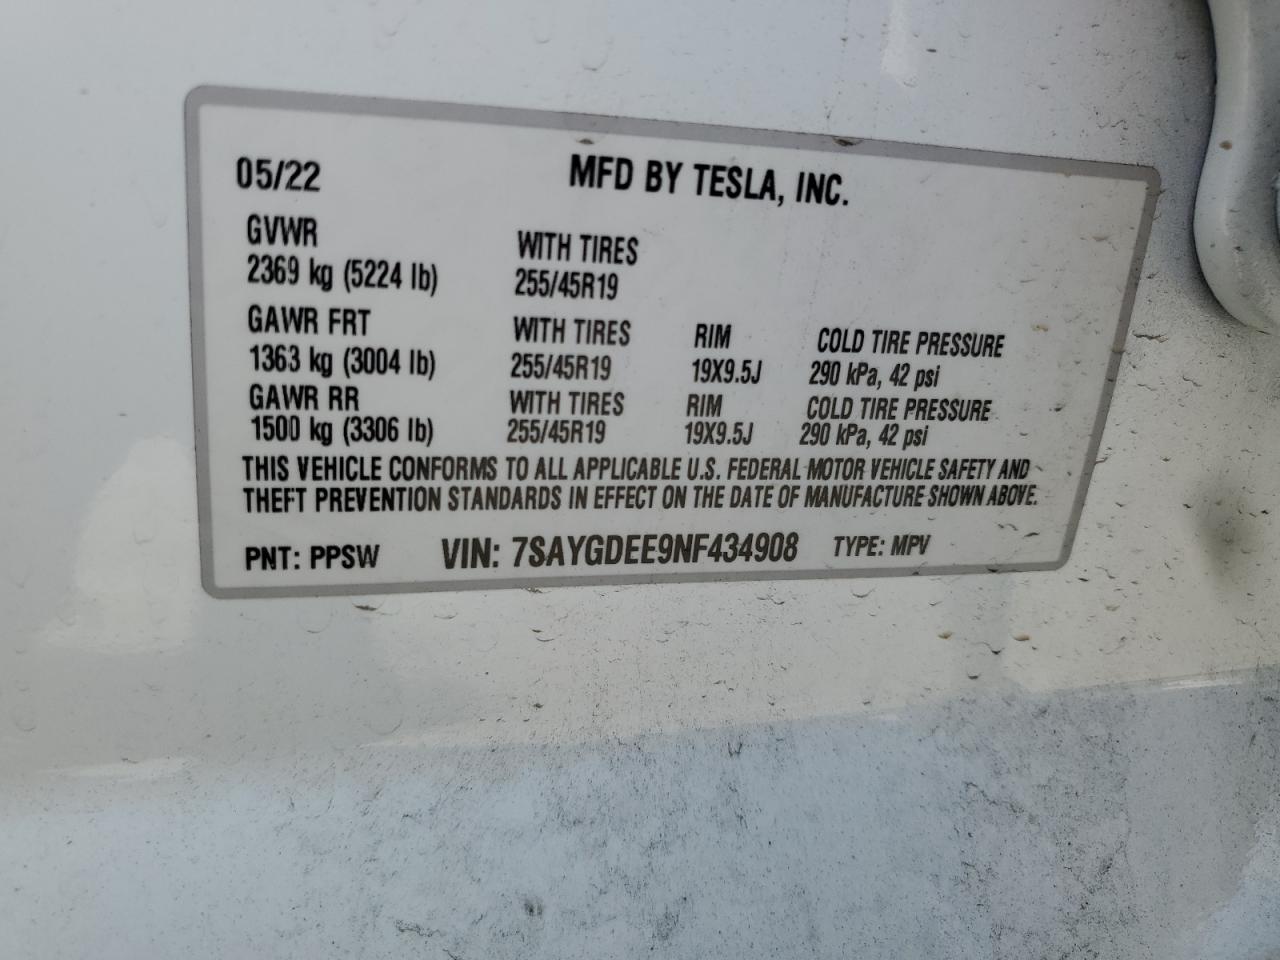 05/22 MFD BY TESLA, INC.
GVWR WITH TIRES
2369 kg (5224 lb) 255/45R19
GAWR FRT WITH TIRES RIM COLD TIRE PRESSURE
1363 kg (3004 lb) 255/45R19 19X9.5J 290 kPa, 42 psi
GAWR RR WITH TIRES RIM COLD TIRE PRESSURE
1500 kg (3306 lb) 255/45R19 19X9.5J 290 kPa, 42 psi
THIS VEHICLE CONFORMS TO ALL APPLICABLE U.S. FEDERAL MOTOR VEHICLE SAFETY AND
THEFT PREVENTION STANDARDS IN EFFECT ON THE DATE OF MANUFACTURE SHOWN ABOVE.
PNT: PPSW VIN: 7SAYGDEE9NF434908 TYPE: MPV